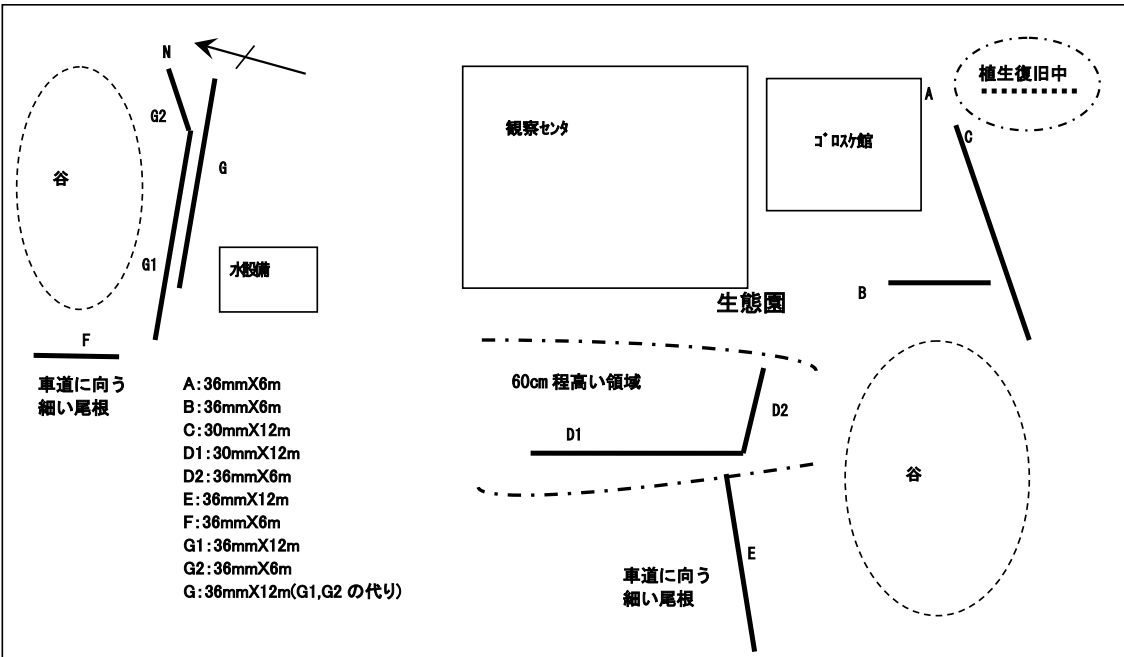 N
G2
G
谷
G1
水設備
F
車道に向う
細い尾根
観察センタ
ゴロスケ館
A
植生復旧中
C
B
生態園
60cm 程高い領域
D1
D2
谷
E
車道に向う
細い尾根
A:36mmX6m
B:36mmX6m
C:30mmX12m
D1:30mmX12m
D2:36mmX6m
E:36mmX12m
F:36mmX6m
G1:36mmX12m
G2:36mmX6m
G:36mmX12m(G1,G2 の代り)